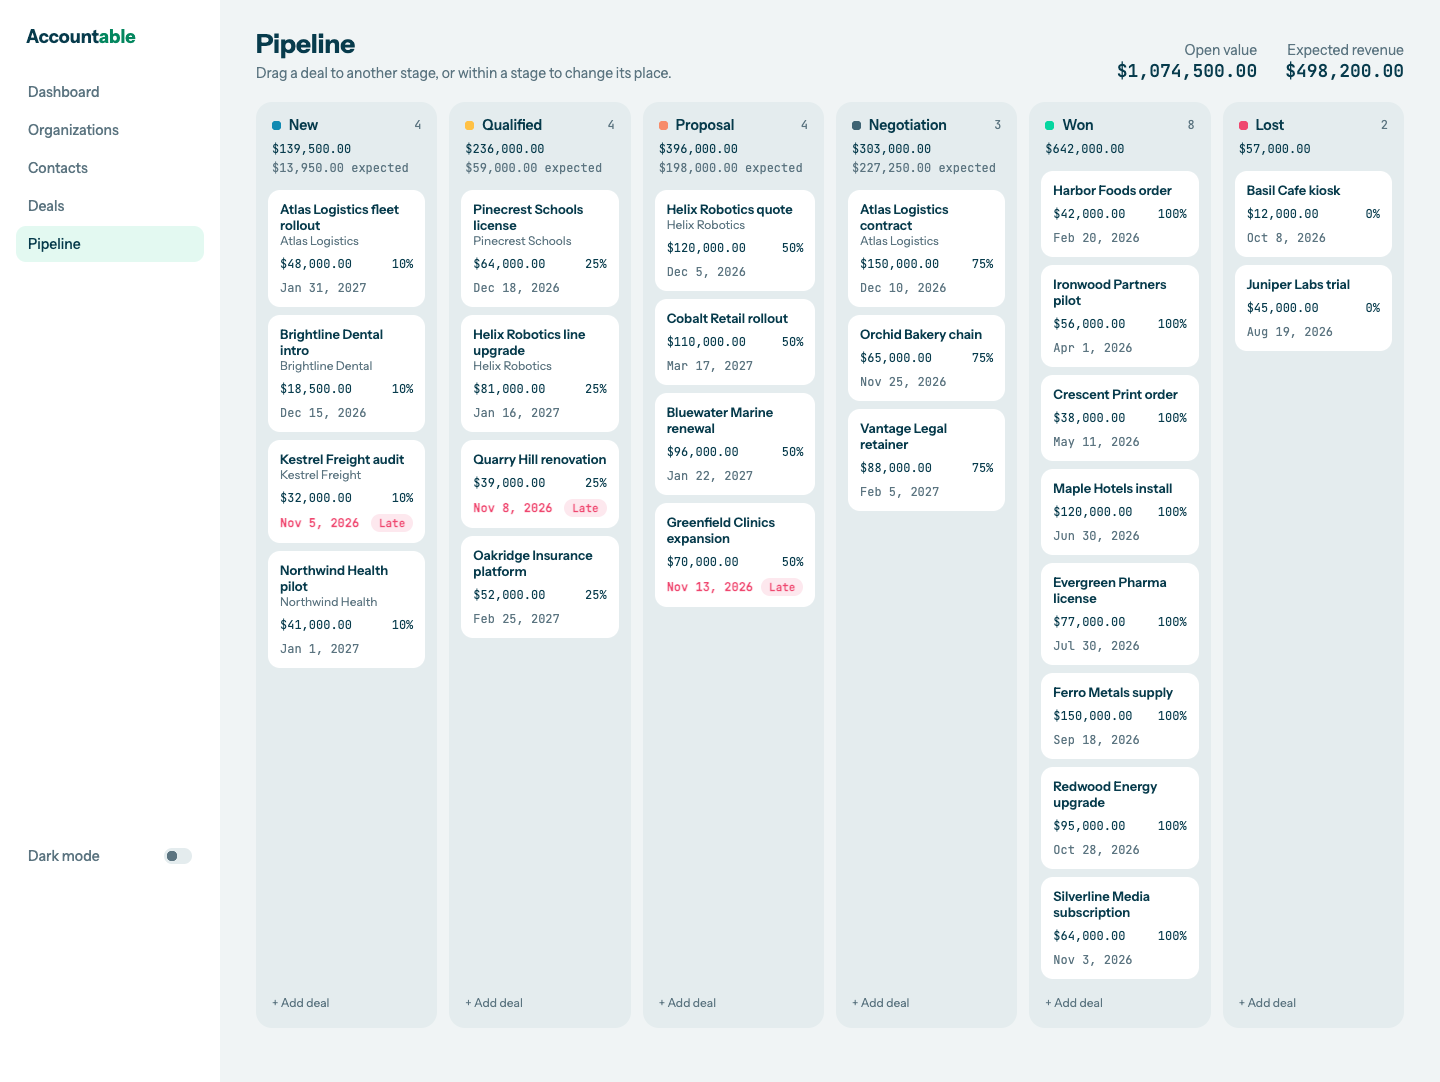 Accountable
Dashboard
Organizations
Contacts
Deals
Pipeline
Dark mode
Pipeline
Drag a deal to another stage, or within a stage to change its place.
Open value
$1,074,500.00
Expected revenue
$498,200.00
New 4
$139,500.00
$13,950.00 expected
Atlas Logistics fleet
rollout
Atlas Logistics
$48,000.00 10%
Jan 31, 2027
Brightline Dental
intro
Brightline Dental
$18,500.00 10%
Dec 15, 2026
Kestrel Freight audit
Kestrel Freight
$32,000.00 10%
Nov 5, 2026 Late
Northwind Health
pilot
Northwind Health
$41,000.00 10%
Jan 1, 2027
+ Add deal
Qualified 4
$236,000.00
$59,000.00 expected
Pinecrest Schools
license
Pinecrest Schools
$64,000.00 25%
Dec 18, 2026
Helix Robotics line
upgrade
Helix Robotics
$81,000.00 25%
Jan 16, 2027
Quarry Hill renovation
$39,000.00 25%
Nov 8, 2026 Late
Oakridge Insurance
platform
$52,000.00 25%
Feb 25, 2027
+ Add deal
Proposal 4
$396,000.00
$198,000.00 expected
Helix Robotics quote
Helix Robotics
$120,000.00 50%
Dec 5, 2026
Cobalt Retail rollout
$110,000.00 50%
Mar 17, 2027
Bluewater Marine
renewal
$96,000.00 50%
Jan 22, 2027
Greenfield Clinics
expansion
$70,000.00 50%
Nov 13, 2026 Late
+ Add deal
Negotiation 3
$303,000.00
$227,250.00 expected
Atlas Logistics
contract
Atlas Logistics
$150,000.00 75%
Dec 10, 2026
Orchid Bakery chain
$65,000.00 75%
Nov 25, 2026
Vantage Legal
retainer
$88,000.00 75%
Feb 5, 2027
+ Add deal
Won 8
$642,000.00
Harbor Foods order
$42,000.00 100%
Feb 20, 2026
Ironwood Partners
pilot
$56,000.00 100%
Apr 1, 2026
Crescent Print order
$38,000.00 100%
May 11, 2026
Maple Hotels install
$120,000.00 100%
Jun 30, 2026
Evergreen Pharma
license
$77,000.00 100%
Jul 30, 2026
Ferro Metals supply
$150,000.00 100%
Sep 18, 2026
Redwood Energy
upgrade
$95,000.00 100%
Oct 28, 2026
Silverline Media
subscription
$64,000.00 100%
Nov 3, 2026
+ Add deal
Lost 2
$57,000.00
Basil Cafe kiosk
$12,000.00 0%
Oct 8, 2026
Juniper Labs trial
$45,000.00 0%
Aug 19, 2026
+ Add deal